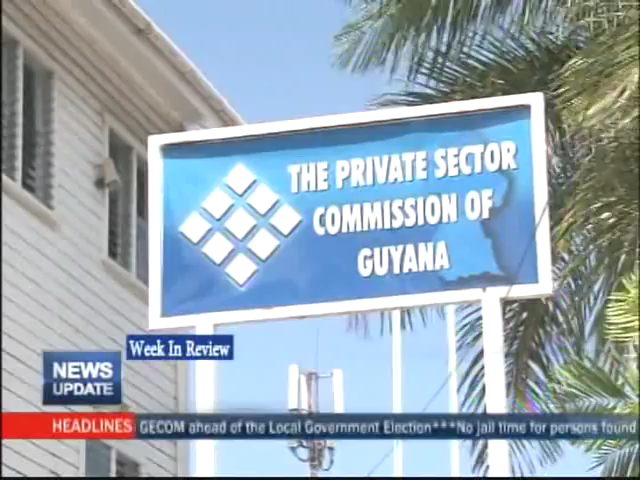 THE PRIVATE SECTOR
COMMISSION OF
GUYANA
Week In Review
NEWS
UPDATE
HEADLINES GECOM ahead of the Local Government Election***No jail time for persons found